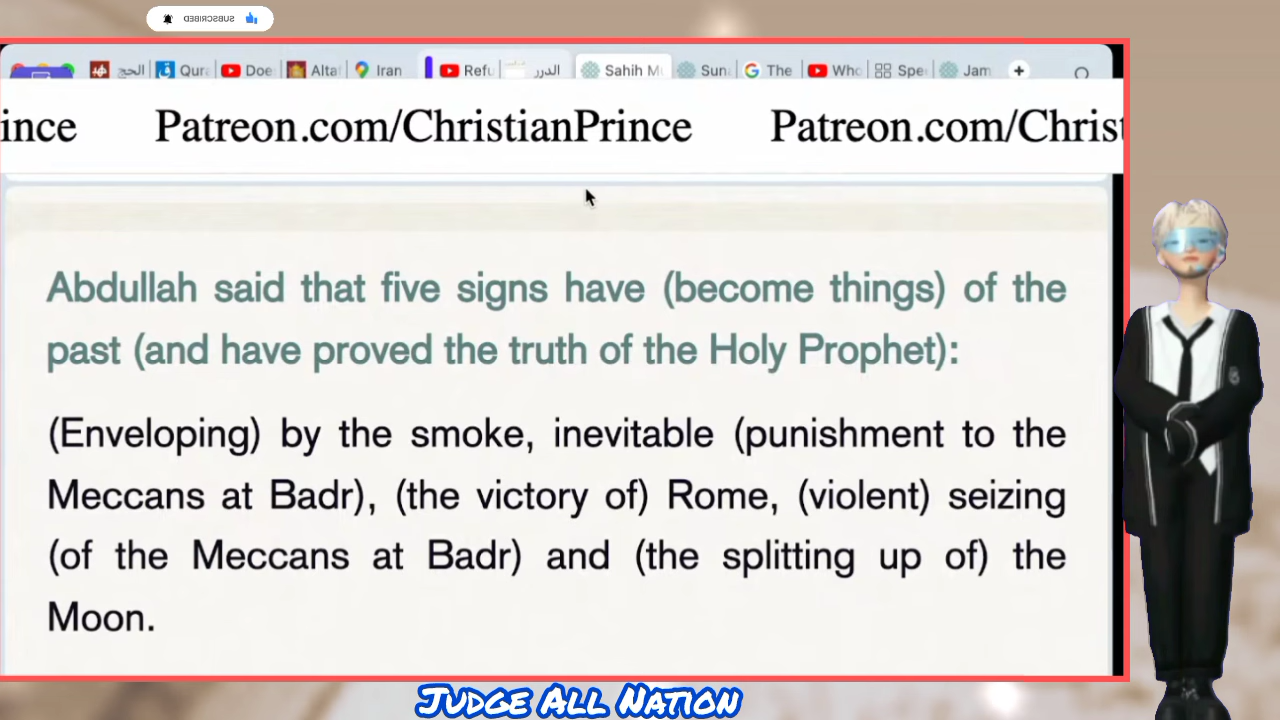 SUBSCRIBED
الحج Qur Doe Alta Iran Refu الدرر Sahih Mu Sun The Who Spe Jam +
ince Patreon.com/ChristianPrince Patreon.com/Christ
Abdullah said that five signs have (become things) of the
past (and have proved the truth of the Holy Prophet):
(Enveloping) by the smoke, inevitable (punishment to the
Meccans at Badr), (the victory of) Rome, (violent) seizing
(of the Meccans at Badr) and (the splitting up of) the
Moon.
JUDGE ALL NATION